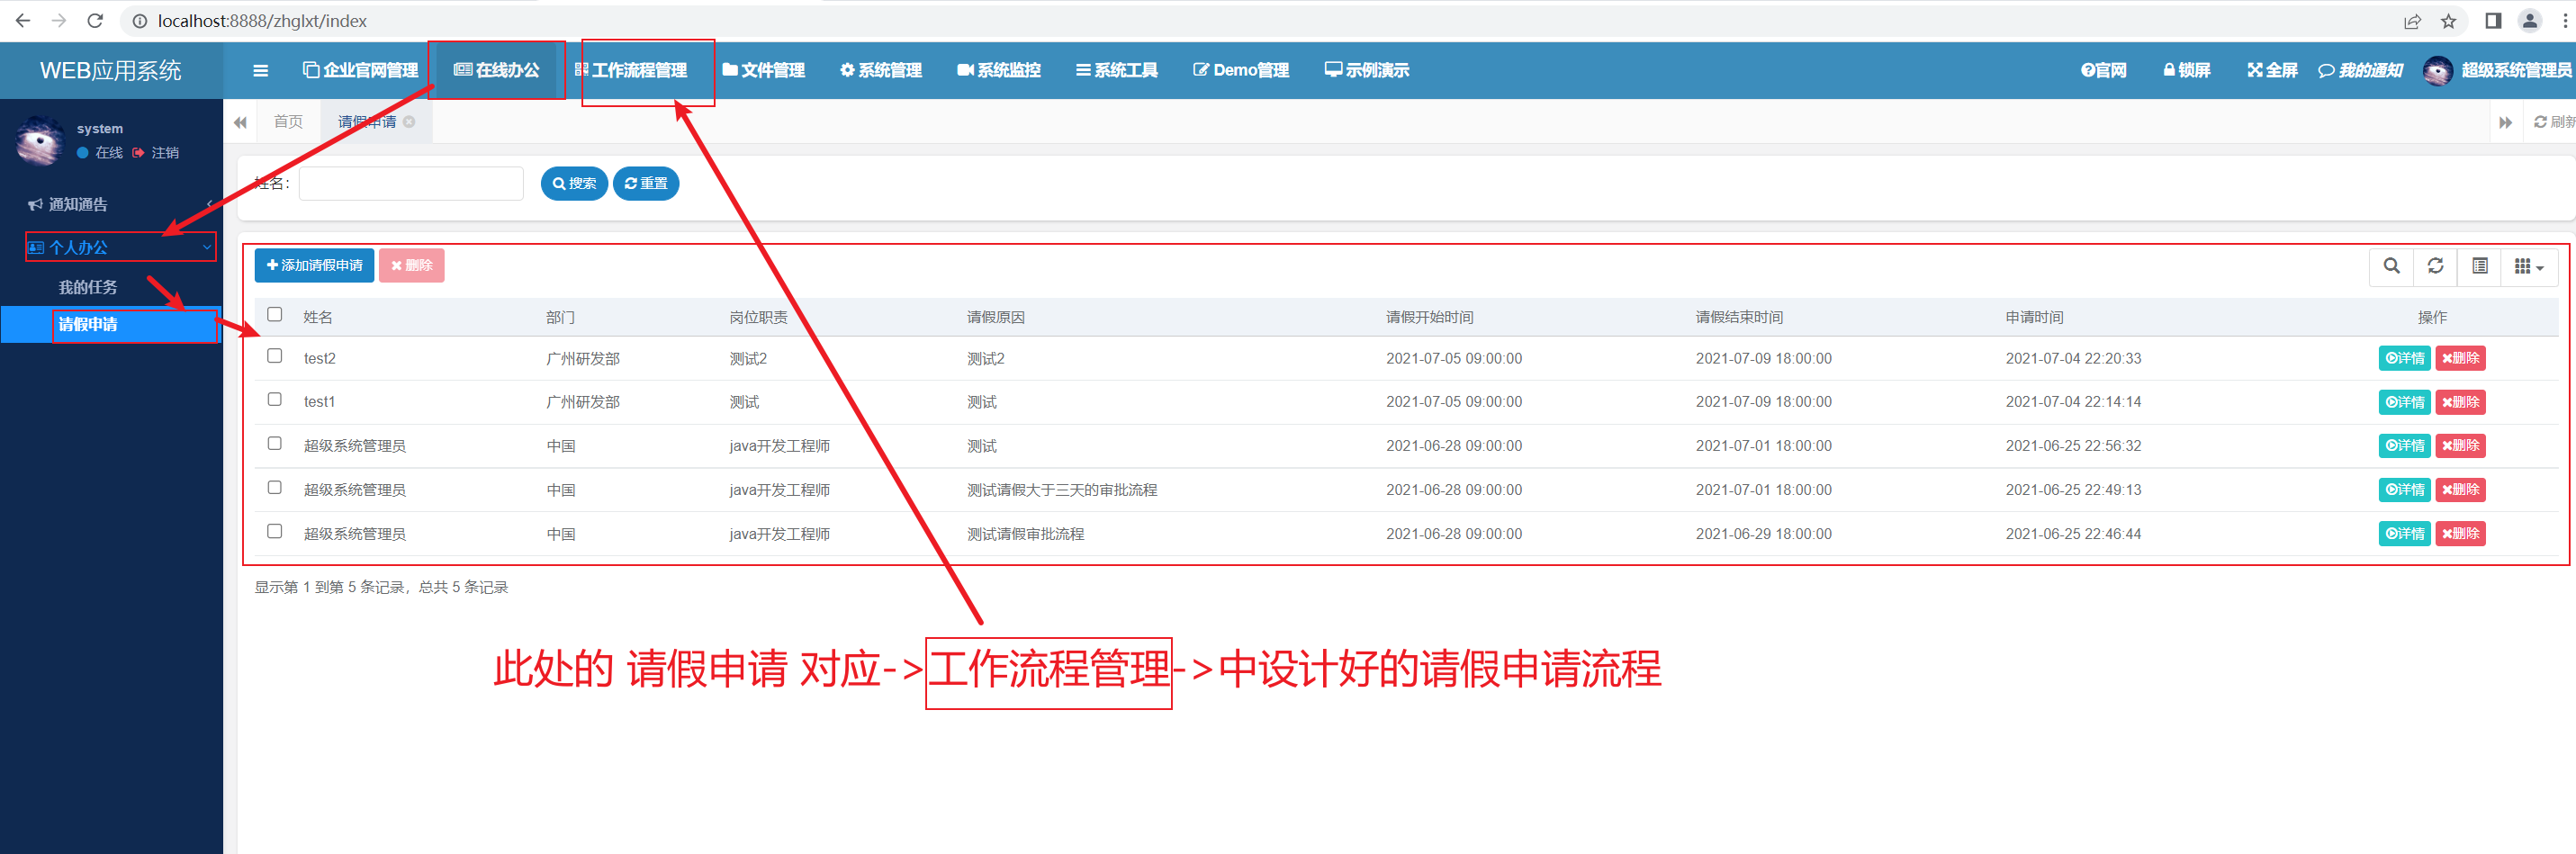 localhost:8888/zhglxt/index
WEB应用系统
企业官网管理 在线办公 工作流程管理 文件管理 系统管理 系统监控 系统工具 Demo管理 示例演示 官网 锁屏 全屏 我的通知 超级系统管理员
system
在线 注销
首页 请假申请 刷新
通知通告
个人办公
我的任务
请假申请
姓名： 搜索 重置
添加请假申请 删除
姓名 部门 岗位职责 请假原因 请假开始时间 请假结束时间 申请时间 操作
test2 广州研发部 测试2 测试2 2021-07-05 09:00:00 2021-07-09 18:00:00 2021-07-04 22:20:33 详情 删除
test1 广州研发部 测试 测试 2021-07-05 09:00:00 2021-07-09 18:00:00 2021-07-04 22:14:14 详情 删除
超级系统管理员 中国 java开发工程师 测试 2021-06-28 09:00:00 2021-07-01 18:00:00 2021-06-25 22:56:32 详情 删除
超级系统管理员 中国 java开发工程师 测试请假大于三天的审批流程 2021-06-28 09:00:00 2021-07-01 18:00:00 2021-06-25 22:49:13 详情 删除
超级系统管理员 中国 java开发工程师 测试请假审批流程 2021-06-28 09:00:00 2021-06-29 18:00:00 2021-06-25 22:46:44 详情 删除
显示第 1 到第 5 条记录，总共 5 条记录
此处的 请假申请 对应->工作流程管理->中设计好的请假申请流程